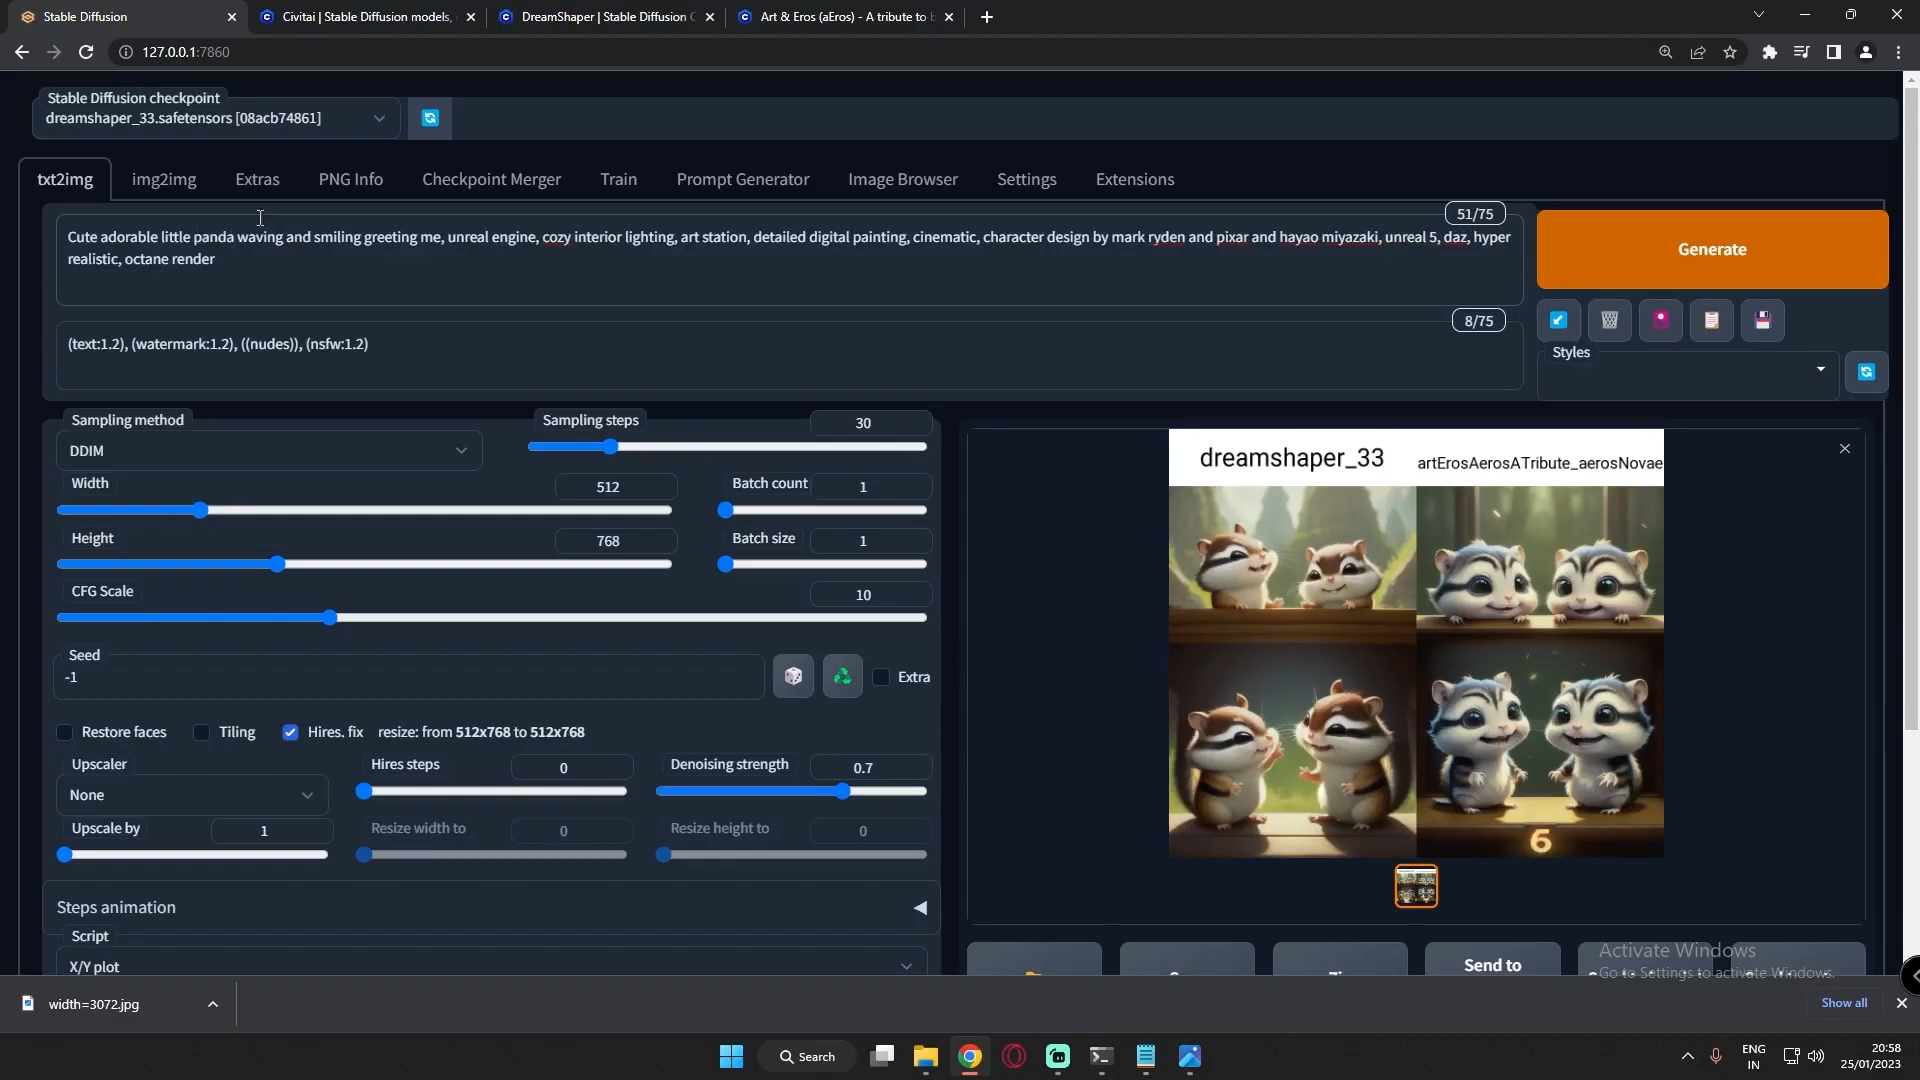 Stable Diffusion
Civitai | Stable Diffusion models,
DreamShaper | Stable Diffusion C
Art & Eros (aEros) - A tribute to b
127.0.0.1:7860
Stable Diffusion checkpoint
dreamshaper_33.safetensors [08acb74861]
txt2img
img2img
Extras
PNG Info
Checkpoint Merger
Train
Prompt Generator
Image Browser
Settings
Extensions
51/75
Cute adorable little panda waving and smiling greeting me, unreal engine, cozy interior lighting, art station, detailed digital painting, cinematic, character design by mark ryden and pixar and hayao miyazaki, unreal 5, daz, hyper
realistic, octane render
Generate
8/75
(text:1.2), (watermark:1.2), ((nudes)), (nsfw:1.2)
Styles
Sampling method
DDIM
Sampling steps
30
Width
512
Batch count
1
Height
768
Batch size
1
CFG Scale
10
Seed
-1
Extra
Restore faces
Tiling
Hires. fix
resize: from 512x768 to 512x768
Upscaler
None
Hires steps
0
Denoising strength
0.7
Upscale by
1
Resize width to
0
Resize height to
0
Steps animation
Script
X/Y plot
dreamshaper_33
artErosAerosATribute_aerosNovae
6
Send to
Activate Windows
Go to Settings to activate Windows.
width=3072.jpg
Show all
Search
ENG
IN
20:58
25/01/2023